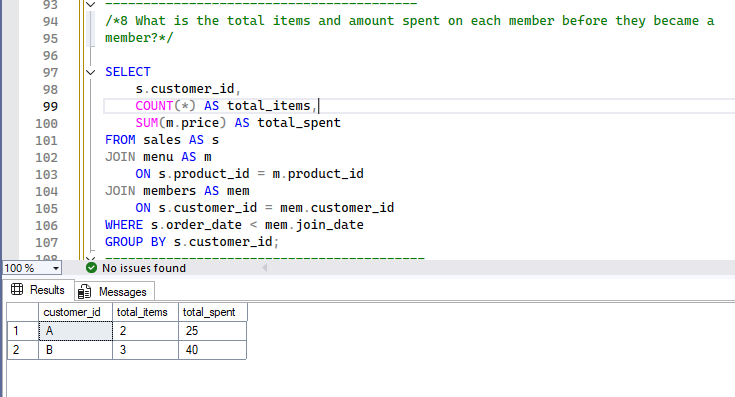 93 ----------------------------------------
94 /*8 What is the total items and amount spent on each member before they became a
95 member?*/
96
97 SELECT
98 s.customer_id,
99 COUNT(*) AS total_items,
100 SUM(m.price) AS total_spent
101 FROM sales AS s
102 JOIN menu AS m
103 ON s.product_id = m.product_id
104 JOIN members AS mem
105 ON s.customer_id = mem.customer_id
106 WHERE s.order_date < mem.join_date
107 GROUP BY s.customer_id;
108 ----------------------------------------
100 % No issues found
Results Messages
customer_id total_items total_spent
1 A 2 25
2 B 3 40